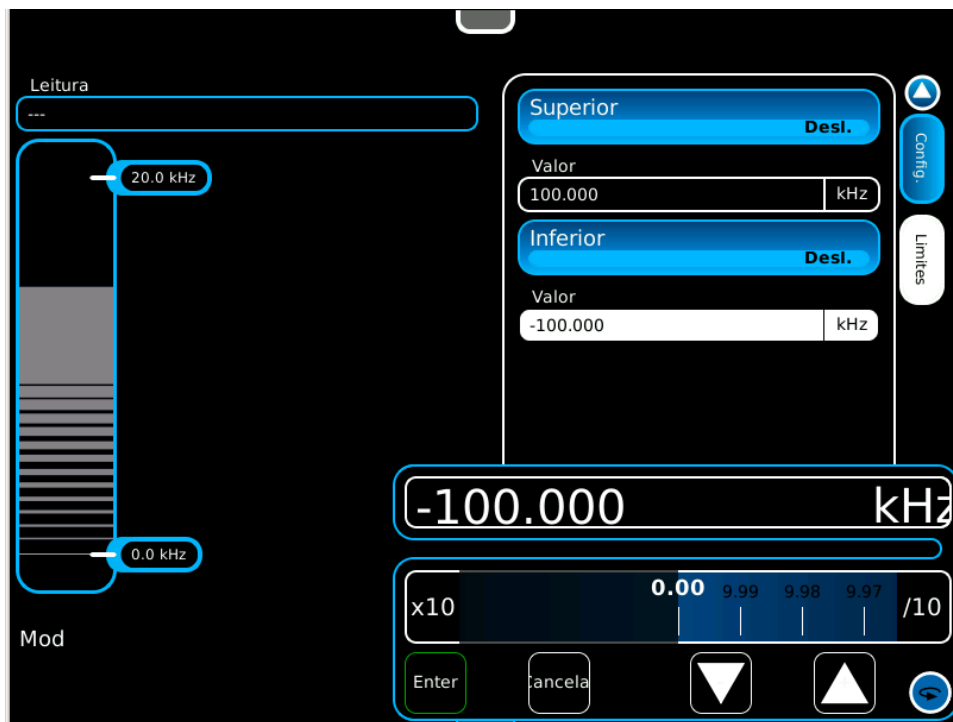 Leitura
---
20.0 kHz
0.0 kHz
Mod
Superior
Desl.
Valor
100.000 kHz
Inferior
Desl.
Valor
-100.000 kHz
Config.
Limites
-100.000 kHz
x10 0.00 9.99 9.98 9.97 /10
Enter Cancela